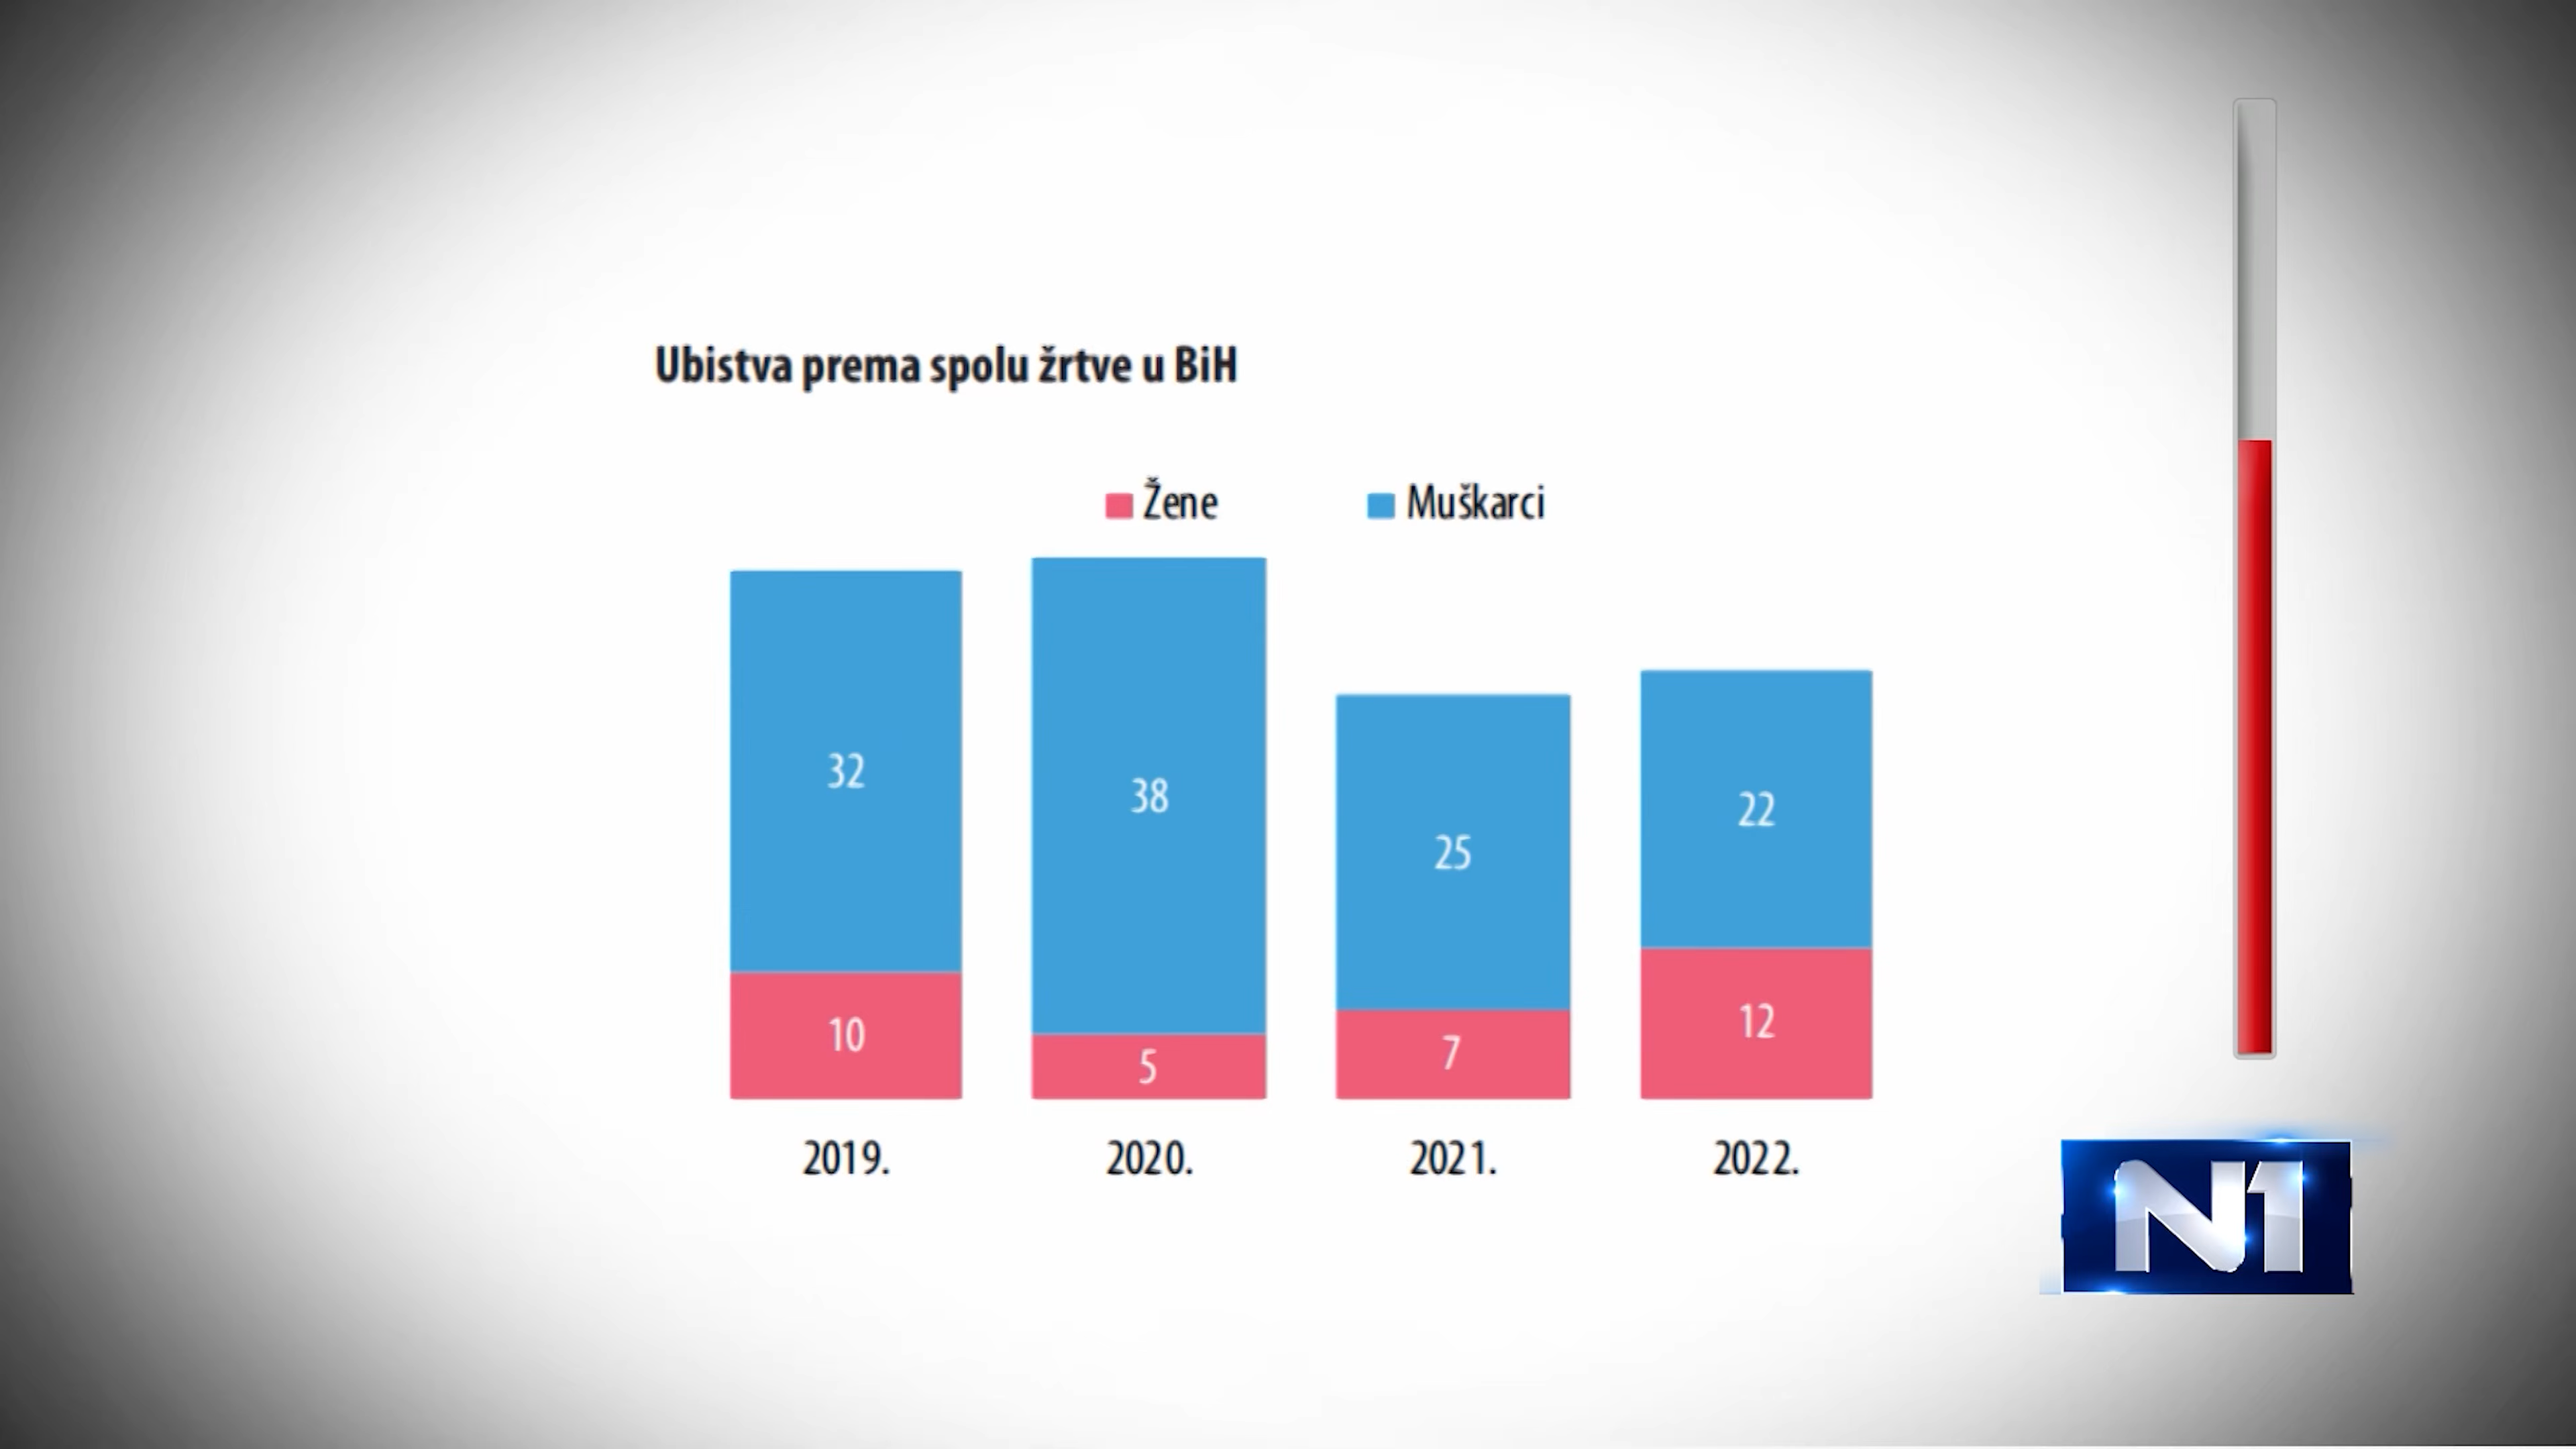 Ubistva prema spolu žrtve u BiH
Žene Muškarci
32 38 25 22
10 5 7 12
2019. 2020. 2021. 2022.
N1